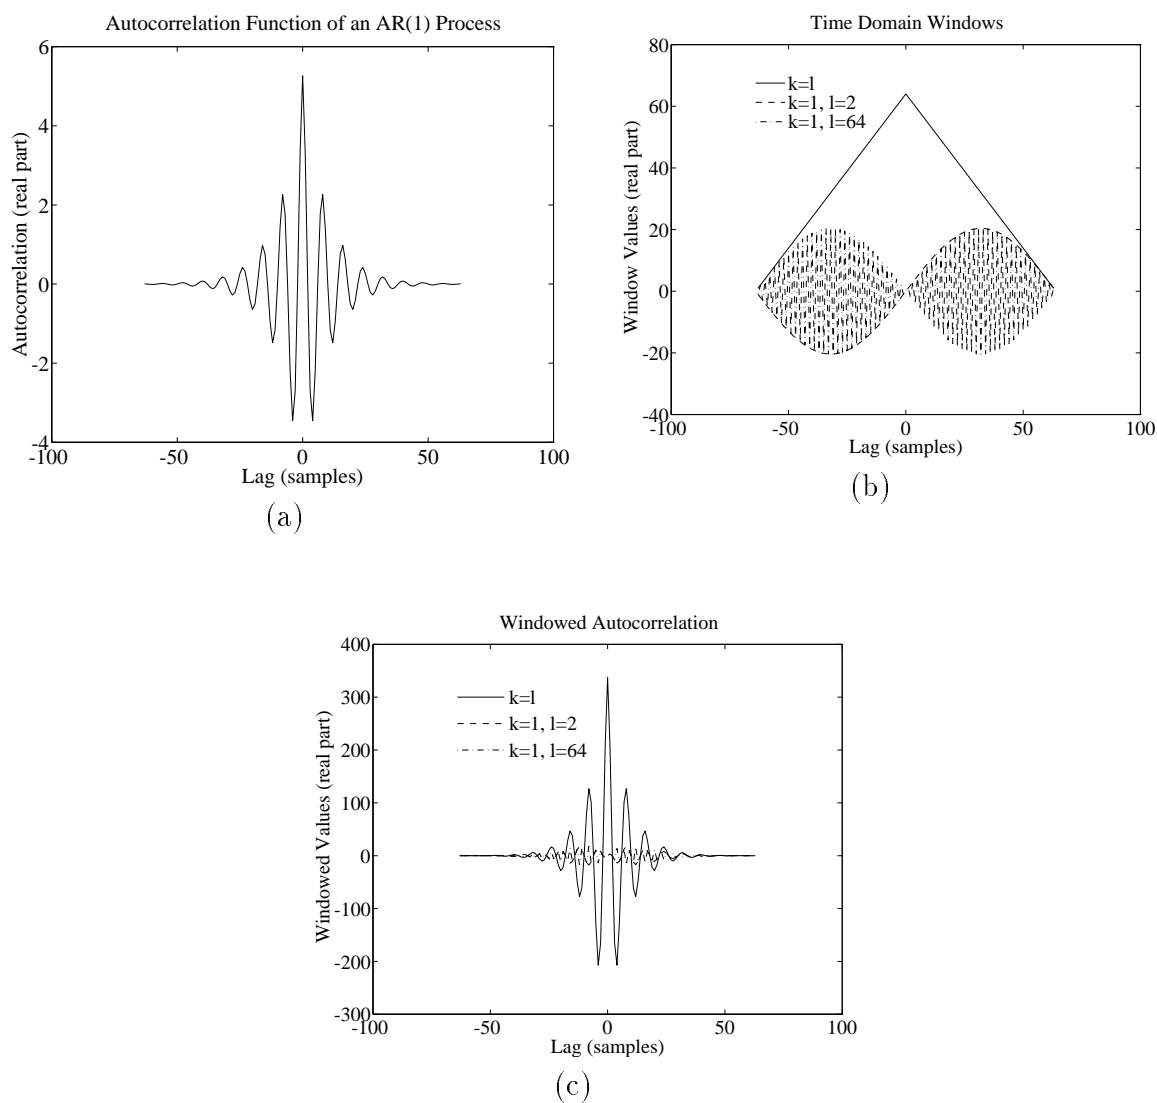 Autocorrelation Function of an AR(1) Process
6
4
2
0
-2
-4
-100
-50
0
50
100
Autocorrelation (real part)
Lag (samples)
(a)
Time Domain Windows
80
60
40
20
0
-20
-40
-100
-50
0
50
100
k=l
k=1, l=2
k=1, l=64
Window Values (real part)
Lag (samples)
(b)
Windowed Autocorrelation
400
300
200
100
0
-100
-200
-300
-100
-50
0
50
100
k=l
k=1, l=2
k=1, l=64
Windowed Values (real part)
Lag (samples)
(c)